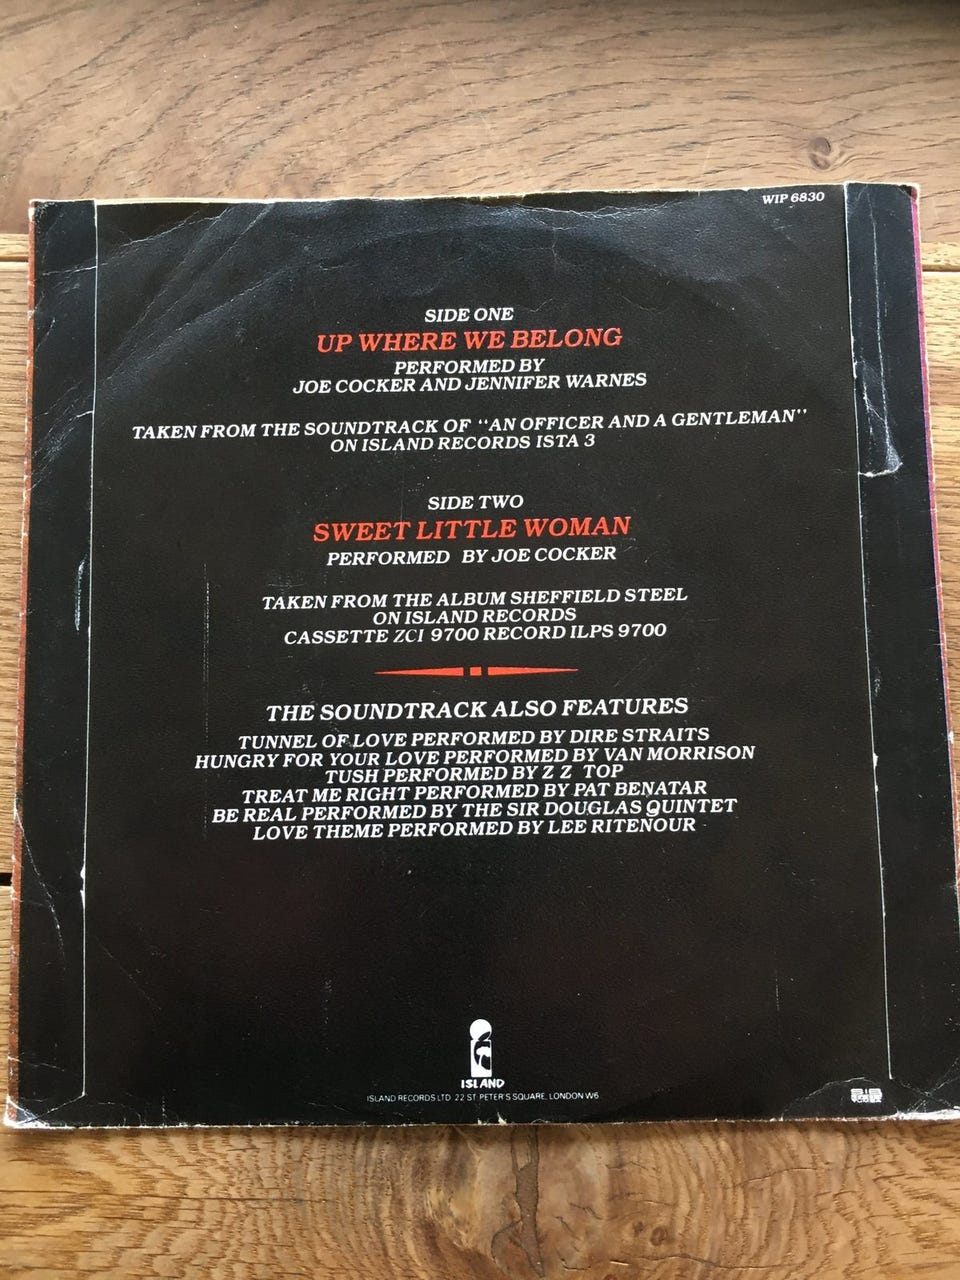 WIP 6830
SIDE ONE
UP WHERE WE BELONG
PERFORMED BY
JOE COCKER AND JENNIFER WARNES
TAKEN FROM THE SOUNDTRACK OF "AN OFFICER AND A GENTLEMAN"
ON ISLAND RECORDS ISTA 3
SIDE TWO
SWEET LITTLE WOMAN
PERFORMED BY JOE COCKER
TAKEN FROM THE ALBUM SHEFFIELD STEEL
ON ISLAND RECORDS
CASSETTE ZCI 9700 RECORD ILPS 9700
THE SOUNDTRACK ALSO FEATURES
TUNNEL OF LOVE PERFORMED BY DIRE STRAITS
HUNGRY FOR YOUR LOVE PERFORMED BY VAN MORRISON
TUSH PERFORMED BY Z Z TOP
TREAT ME RIGHT PERFORMED BY PAT BENATAR
BE REAL PERFORMED BY THE SIR DOUGLAS QUINTET
LOVE THEME PERFORMED BY LEE RITENOUR
ISLAND
ISLAND RECORDS LTD 22 ST. PETER'S SQUARE, LONDON W6